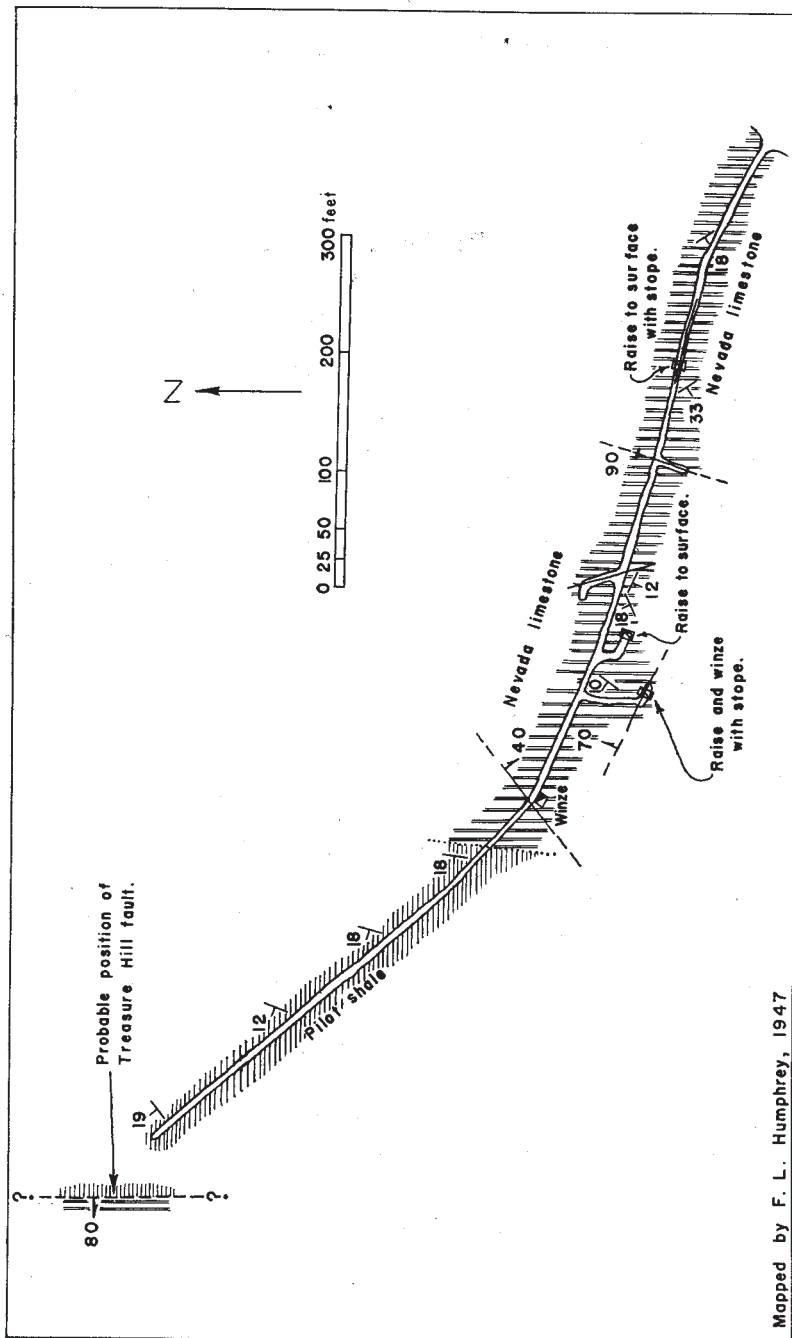 Probable position of
Treasure Hill fault.
?
?
80
19
12
Pilot shale
18
18
Winze
40
70
Nevada limestone
0
18
12
Raise and winze
with stope.
Raise to surface.
90
33
Raise to surface
with stope.
18
Nevada limestone
N
0 25 50 100 200 300 feet
Mapped by F. L. Humphrey, 1947